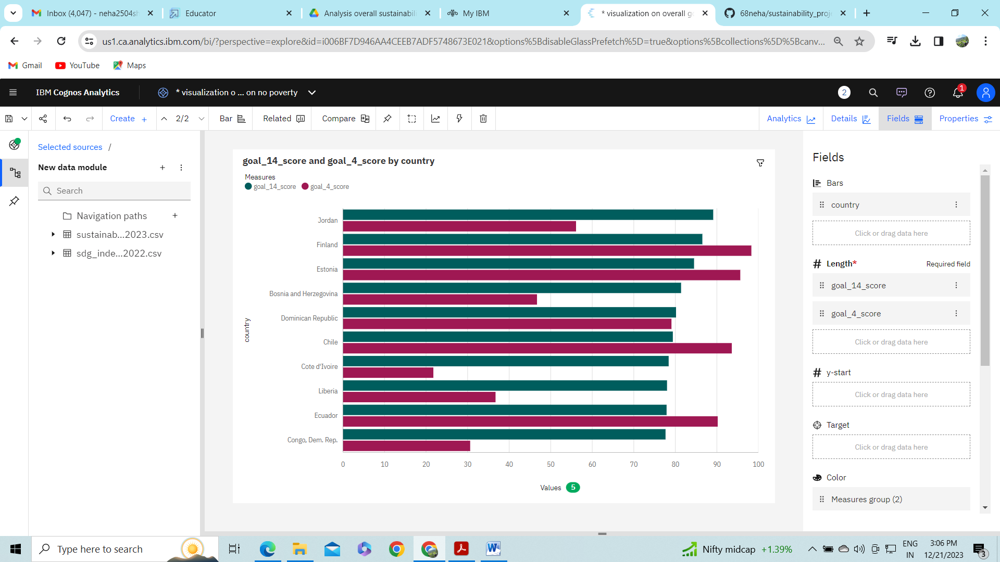 Inbox (4,047) - neha2504sh
Educator
Analysis overall sustainabili
My IBM
* visualization on overall go
68neha/sustainability_proje
us1.ca.analytics.ibm.com/bi/?perspective=explore&id=i006BF7D946AA4CEEB7ADF5748673E021&options%5BdisableGlassPrefetch%5D=true&options%5Bcollections%5D%5Bcanv...
Gmail
YouTube
Maps
IBM Cognos Analytics
* visualization o ... on no poverty
2
1
Create
2/2
Bar
Related
Compare
Analytics
Details
Fields
Properties
Selected sources /
New data module
Search
Navigation paths
sustainab...2023.csv
sdg_inde...2022.csv
goal_14_score and goal_4_score by country
Measures
goal_14_score goal_4_score
country
Jordan
Finland
Estonia
Bosnia and Herzegovina
Dominican Republic
Chile
Cote d'Ivoire
Liberia
Ecuador
Congo, Dem. Rep.
0 10 20 30 40 50 60 70 80 90 100
Values 5
Fields
Bars
country
Click or drag data here
Length* Required field
goal_14_score
goal_4_score
Click or drag data here
y-start
Click or drag data here
Target
Click or drag data here
Color
Measures group (2)
Type here to search
Nifty midcap +1.39%
ENG
IN
3:06 PM
12/21/2023
3